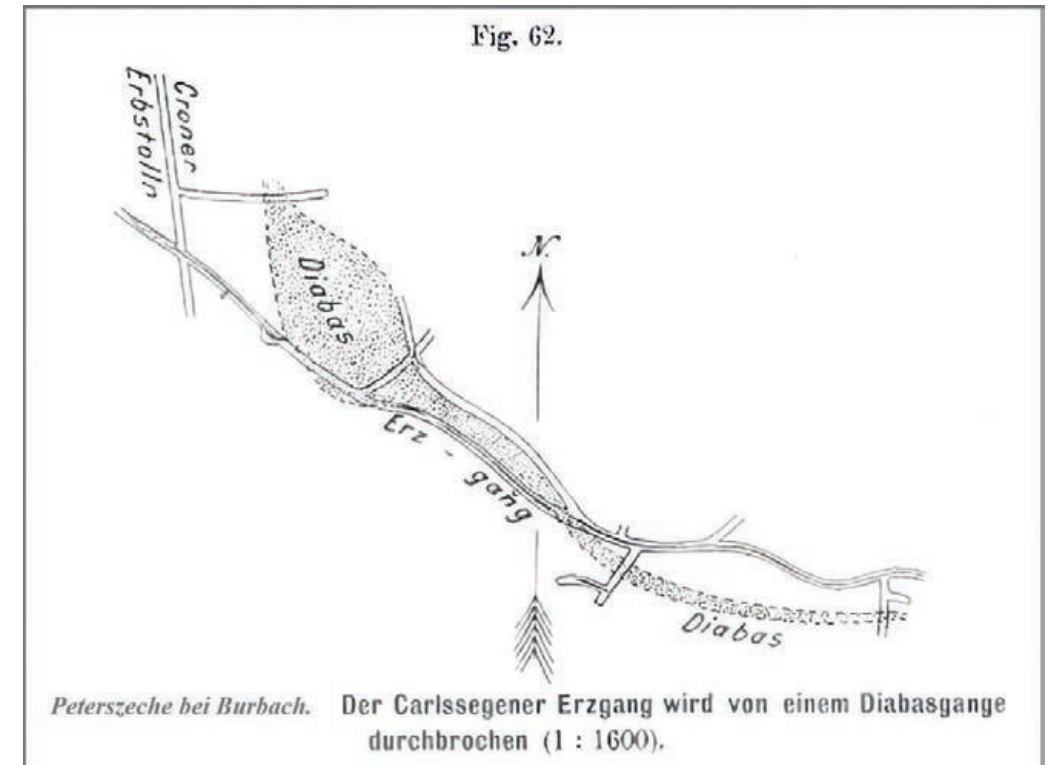 Fig. 62.
Croner
Erbstolln
Diabas
N.
Erz - gang
Diabas
Peterszeche bei Burbach. Der Carlssegener Erzgang wird von einem Diabasgange
durchbrochen (1 : 1600).